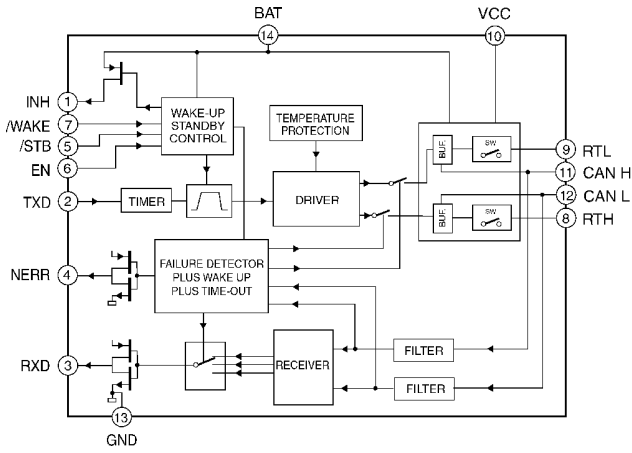 BAT
VCC
14
10
INH 1
/WAKE 7
/STB 5
EN 6
TXD 2
WAKE-UP
STANDBY
CONTROL
TEMPERATURE
PROTECTION
TIMER
DRIVER
BUF.
SW
9 RTL
11 CAN H
12 CAN L
BUF.
SW
8 RTH
NERR 4
FAILURE DETECTOR
PLUS WAKE UP
PLUS TIME-OUT
RXD 3
RECEIVER
FILTER
FILTER
13
GND